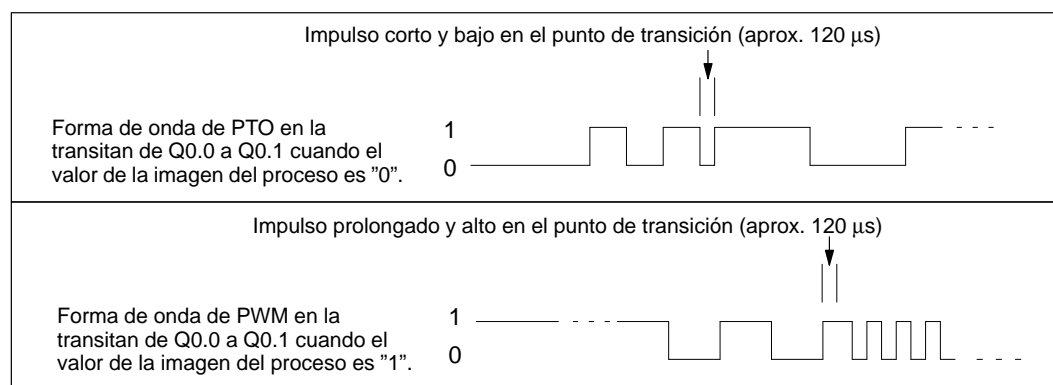 Impulso corto y bajo en el punto de transición (aprox. 120 μs)
Forma de onda de PTO en la
transitan de Q0.0 a Q0.1 cuando el
valor de la imagen del proceso es ”0”.
1
0
Impulso prolongado y alto en el punto de transición (aprox. 120 μs)
Forma de onda de PWM en la
transitan de Q0.0 a Q0.1 cuando el
valor de la imagen del proceso es ”1”.
1
0